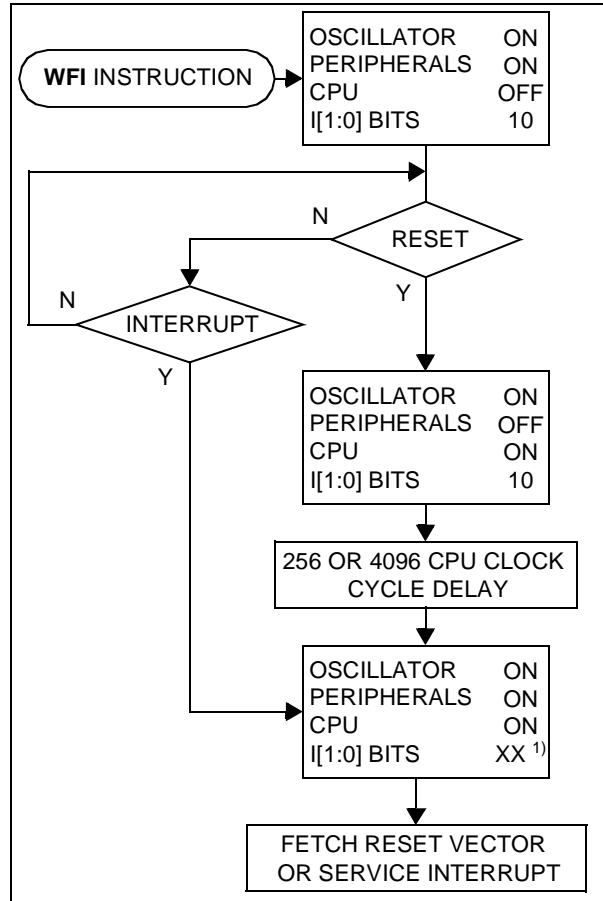 WFI INSTRUCTION
OSCILLATOR ON
PERIPHERALS ON
CPU OFF
I[1:0] BITS 10
RESET
N
Y
INTERRUPT
N
Y
OSCILLATOR ON
PERIPHERALS OFF
CPU ON
I[1:0] BITS 10
256 OR 4096 CPU CLOCK
CYCLE DELAY
OSCILLATOR ON
PERIPHERALS ON
CPU ON
I[1:0] BITS XX 1)
FETCH RESET VECTOR
OR SERVICE INTERRUPT